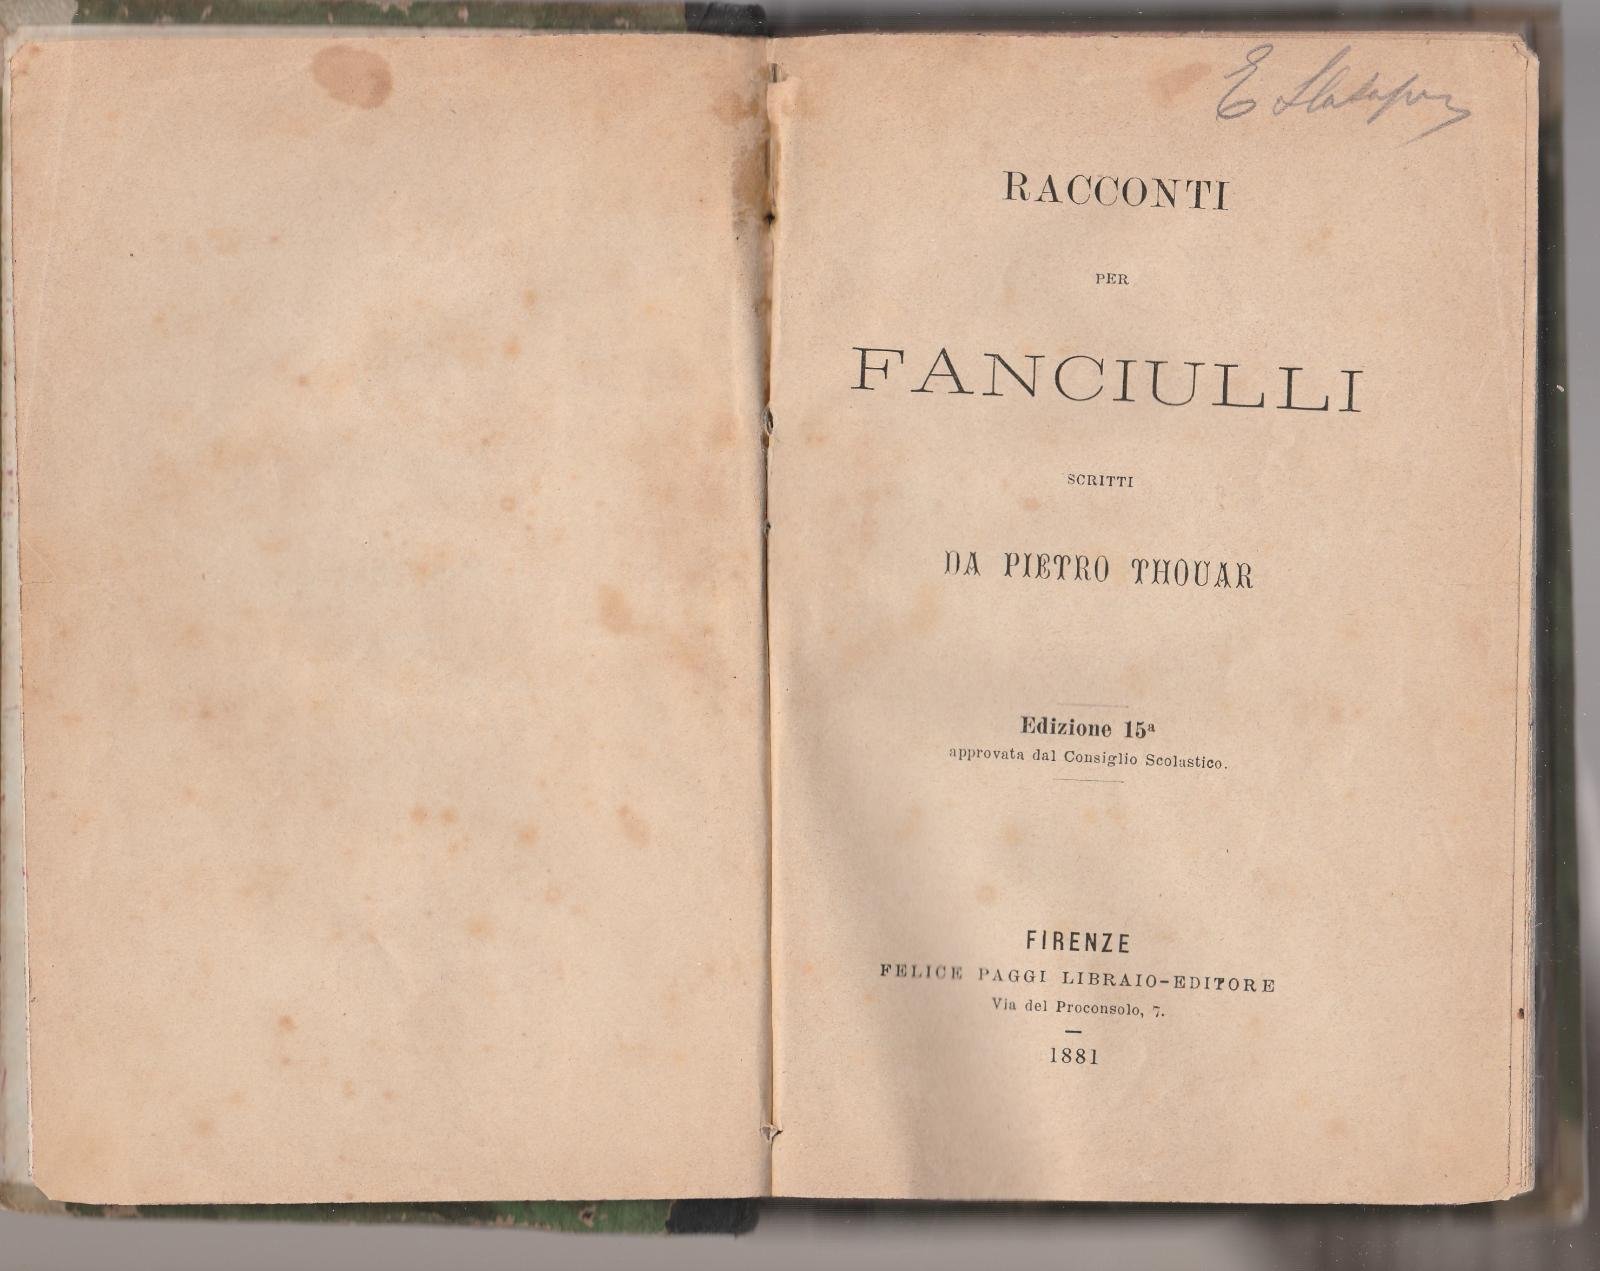 RACCONTI
PER
FANCIULLI
SCRITTI
DA PIETRO THOUAR
Edizione 15ª
approvata dal Consiglio Scolastico.
FIRENZE
FELICE PAGGI LIBRAIO-EDITORE
Via del Proconsolo, 7.
1881